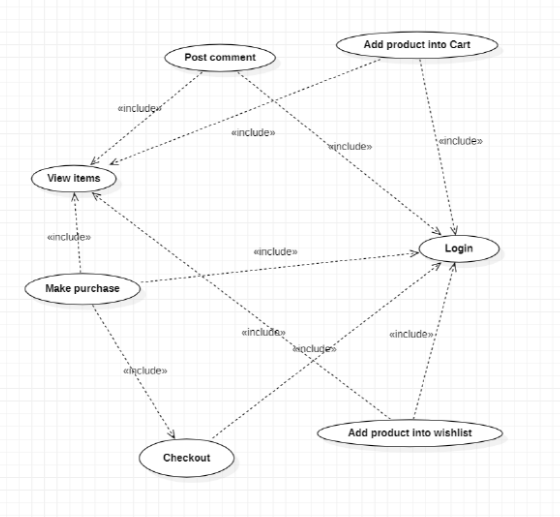 Add product into Cart
Post comment
«include»
«include»
«include»
«include»
View items
«include»
Login
«include»
Make purchase
«include»
«include»
«include»
«include»
Add product into wishlist
Checkout